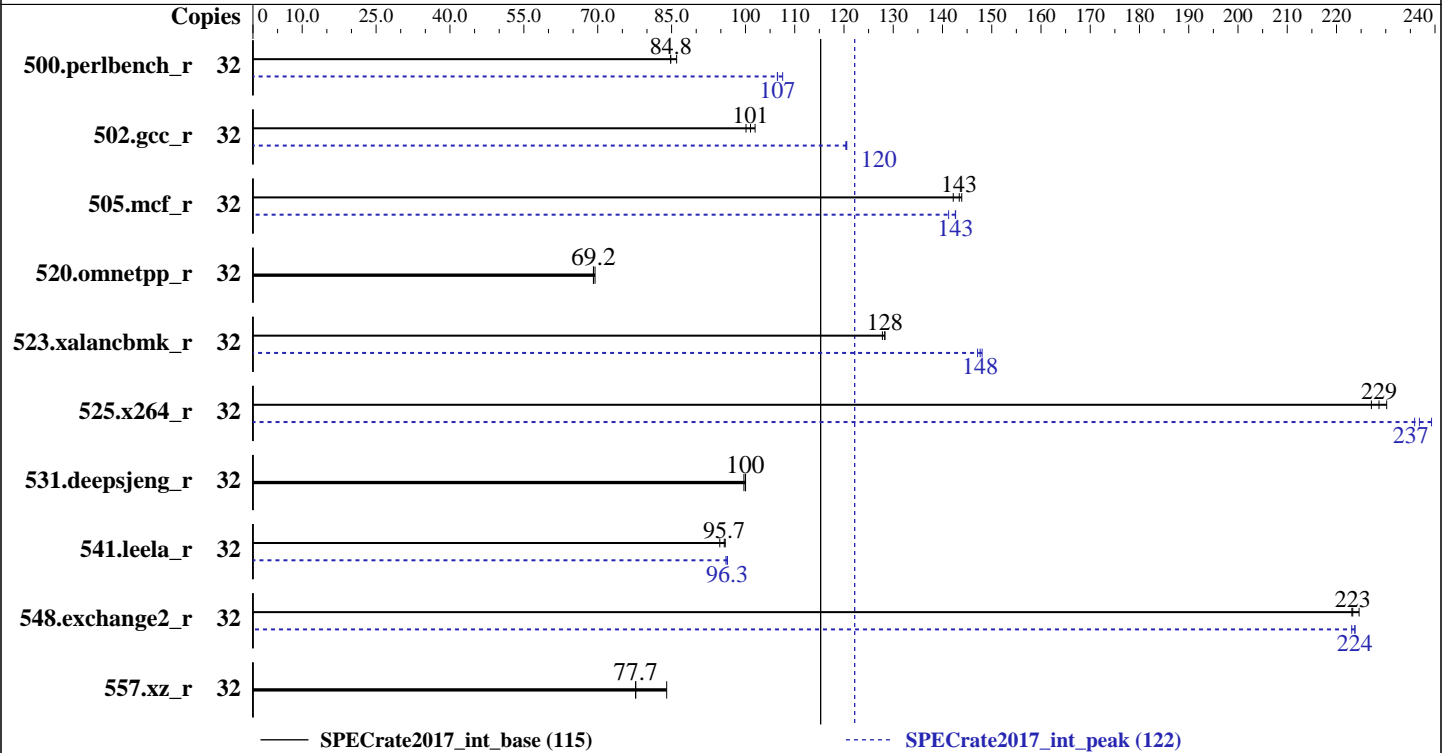 Copies 0 10.0 25.0 40.0 55.0 70.0 85.0 100 110 120 130 140 150 160 170 180 190 200 210 220 220 240
84.8
500.perlbench_r 32
107
101
502.gcc_r 32
120
143
505.mcf_r 32
143
69.2
520.omnetpp_r 32
128
523.xalancbmk_r 32
148
229
525.x264_r 32
237
100
531.deepsjeng_r 32
95.7
541.leela_r 32
96.3
223
548.exchange2_r 32
224
77.7
557.xz_r 32
SPECrate2017_int_base (115) SPECrate2017_int_peak (122)